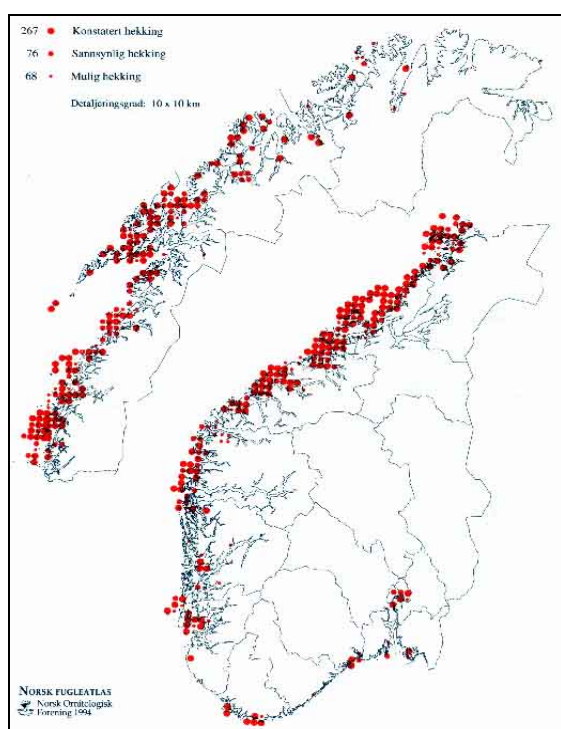 267 Konstatert hekking
76 Sannsynlig hekking
68 Mulig hekking
Detaljeringsgrad: 10 x 10 km
NORSK FUGLEATLAS
Norsk Ornitologisk
Forening 1994